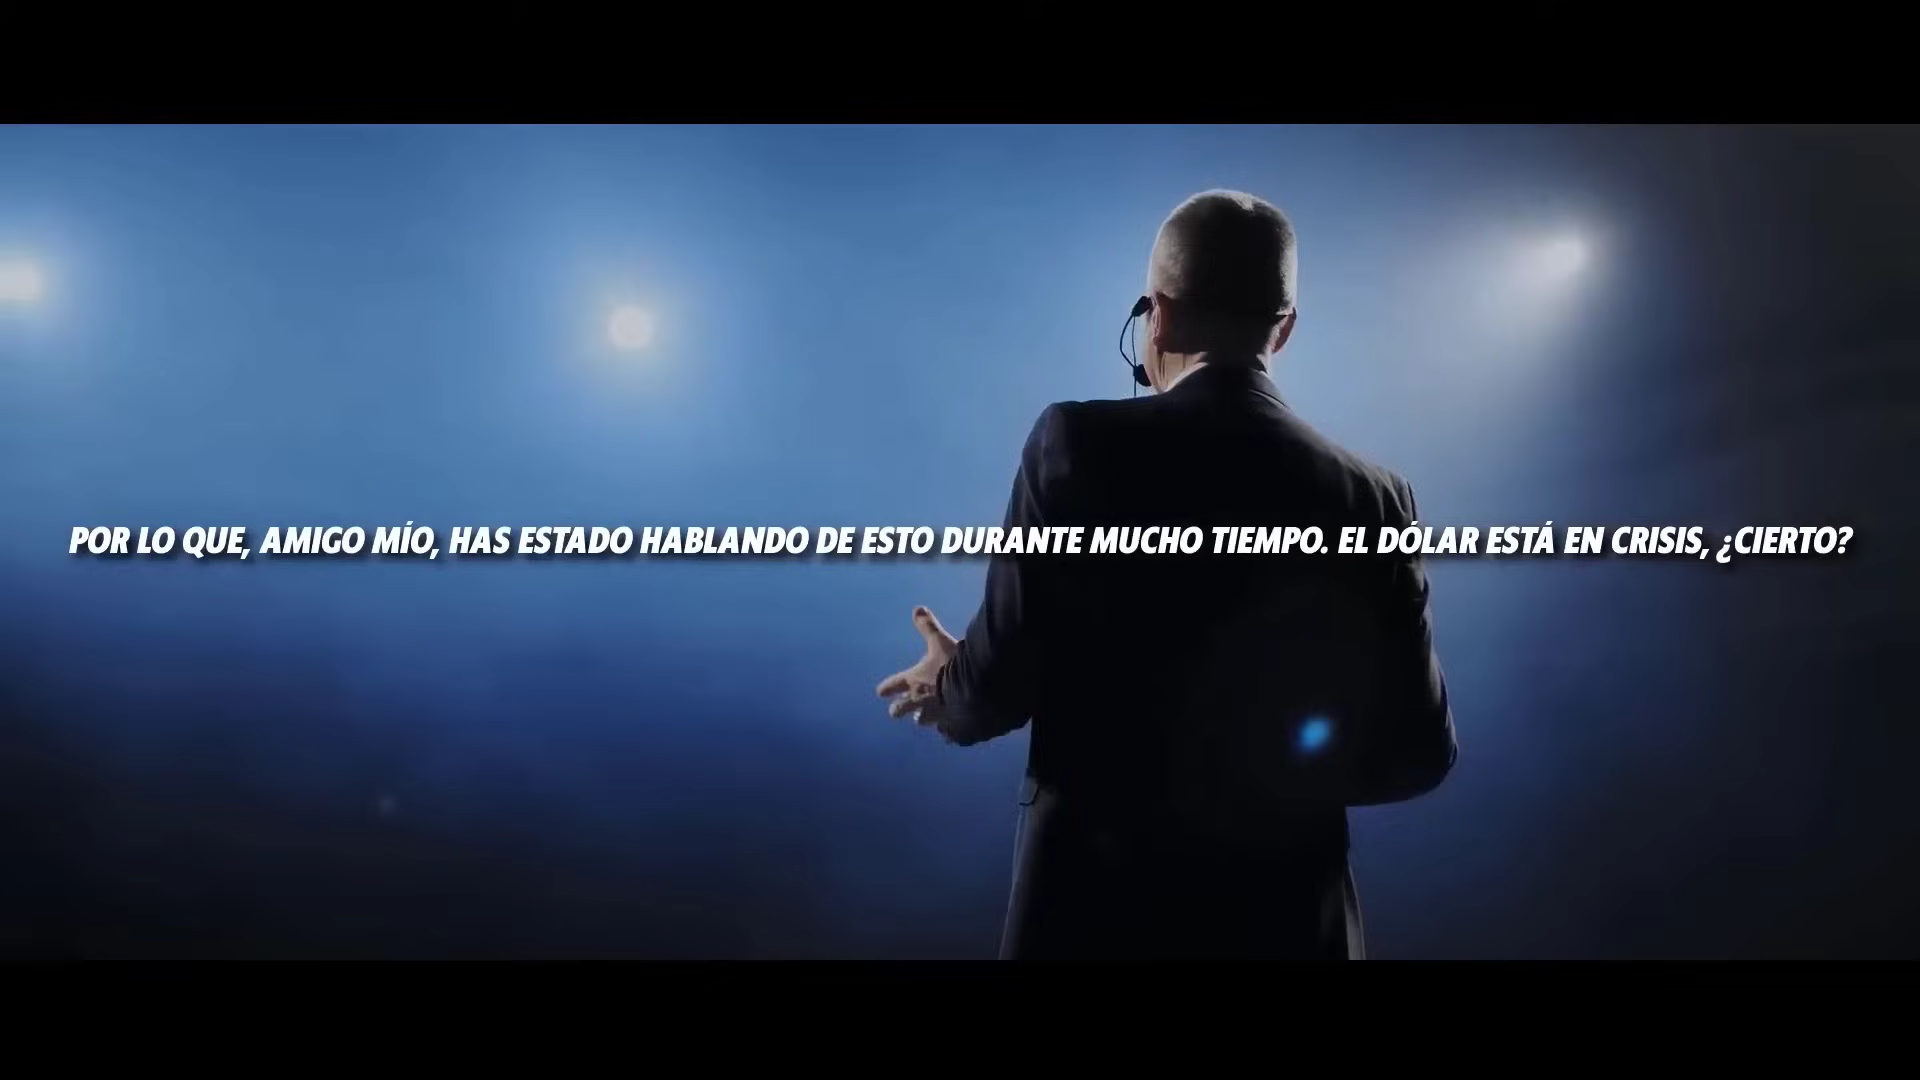 POR LO QUE, AMIGO MÍO, HAS ESTADO HABLANDO DE ESTO DURANTE MUCHO TIEMPO. EL DÓLAR ESTÁ EN CRISIS, ¿CIERTO?